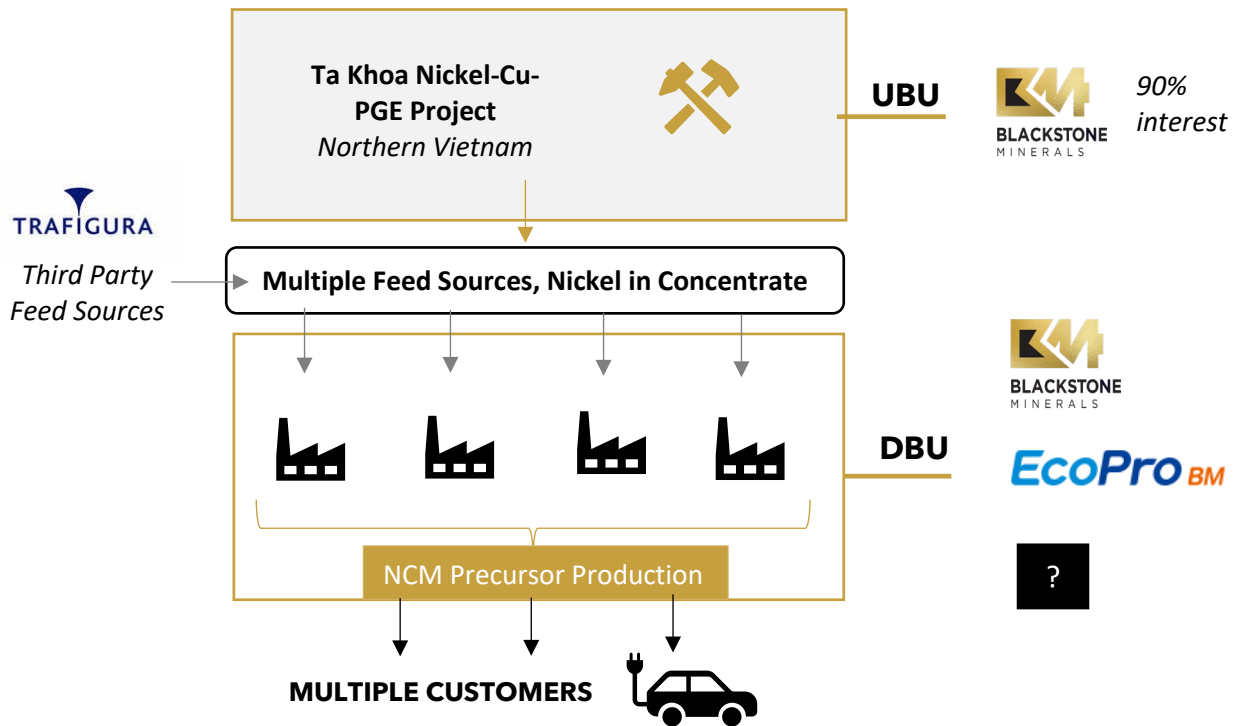 Ta Khoa Nickel-Cu-
PGE Project
Northern Vietnam
UBU
BLACKSTONE
MINERALS
90%
interest
TRAFIGURA
Third Party
Feed Sources
Multiple Feed Sources, Nickel in Concentrate
BLACKSTONE
MINERALS
DBU
EcoPro BM
NCM Precursor Production
?
MULTIPLE CUSTOMERS